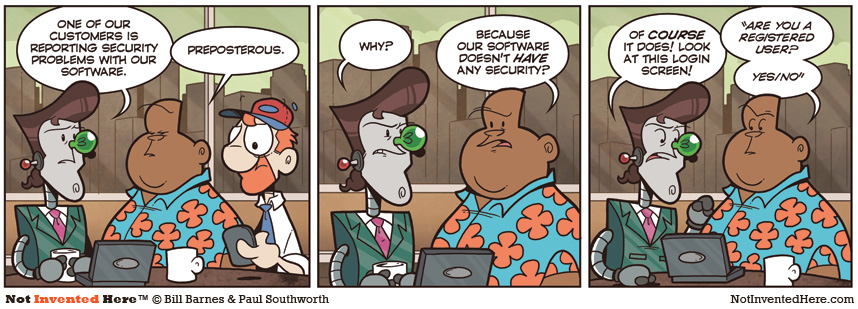 ONE OF OUR
CUSTOMERS IS
REPORTING SECURITY
PROBLEMS WITH OUR
SOFTWARE.
PREPOSTEROUS.
WHY?
BECAUSE
OUR SOFTWARE
DOESN'T HAVE
ANY SECURITY?
OF COURSE
IT DOES! LOOK
AT THIS LOGIN
SCREEN!
"ARE YOU A
REGISTERED
USER?
YES/NO"
Not Invented Here™ © Bill Barnes & Paul Southworth
NotInventedHere.com